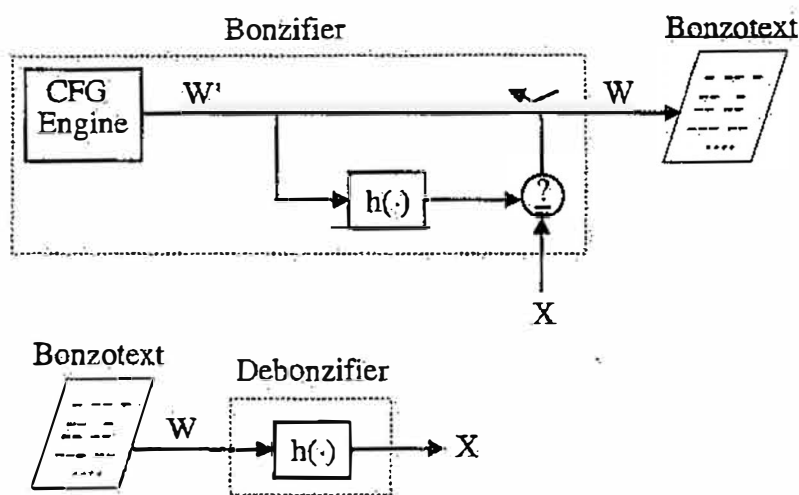 Bonzifier
Bonzotext
CFG
Engine
W'
W
h(·)
?
X
Bonzotext
Debonzifier
W
h(·)
X